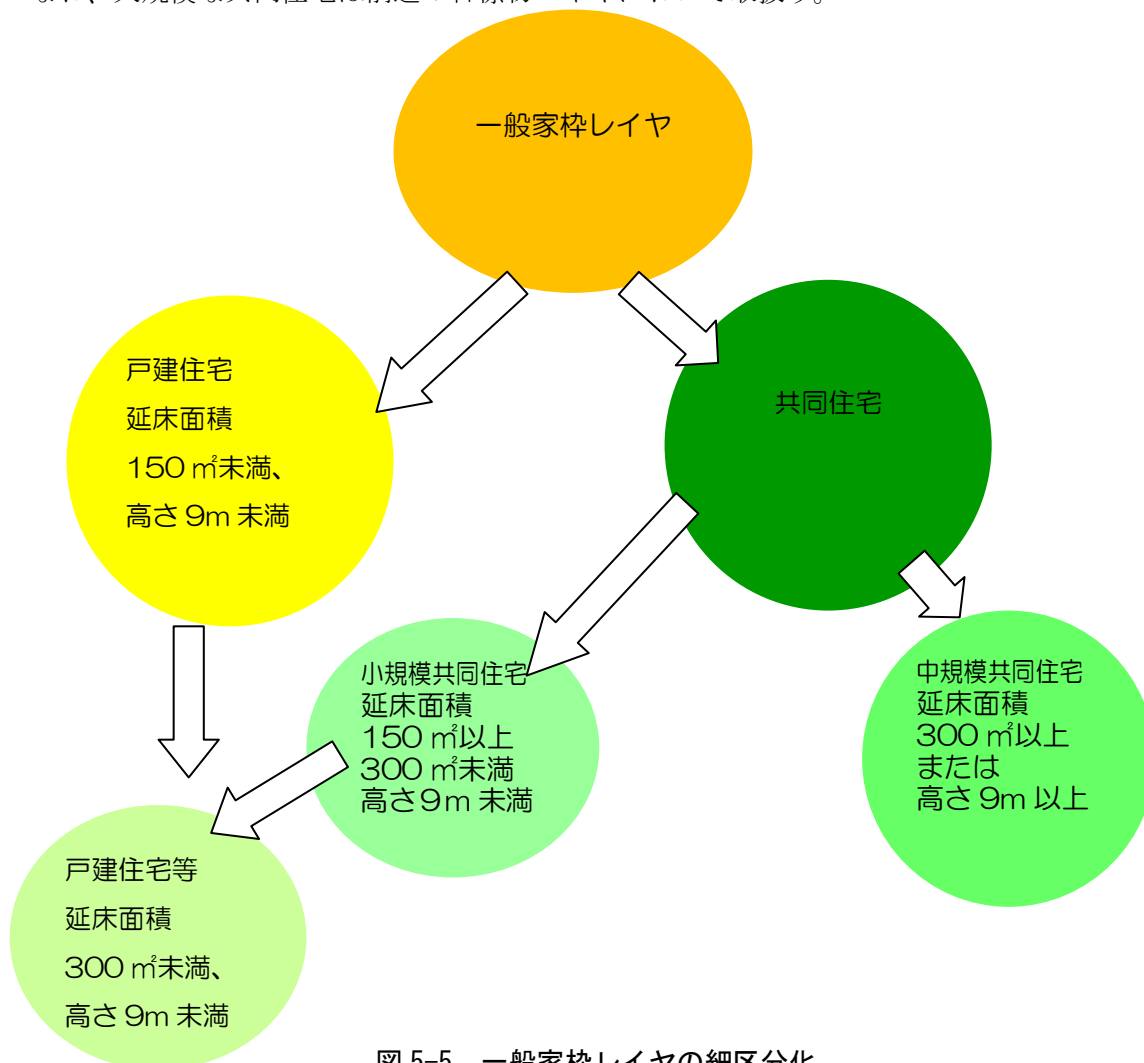 一般家枠レイヤ
戸建住宅
延床面積
150㎡未満、
高さ9m未満
共同住宅
小規模共同住宅
延床面積
150㎡以上
300㎡未満
高さ9m未満
中規模共同住宅
延床面積
300㎡以上
または
高さ9m以上
戸建住宅等
延床面積
300㎡未満、
高さ9m未満
図5-5 一般家枠レイヤの細区分化